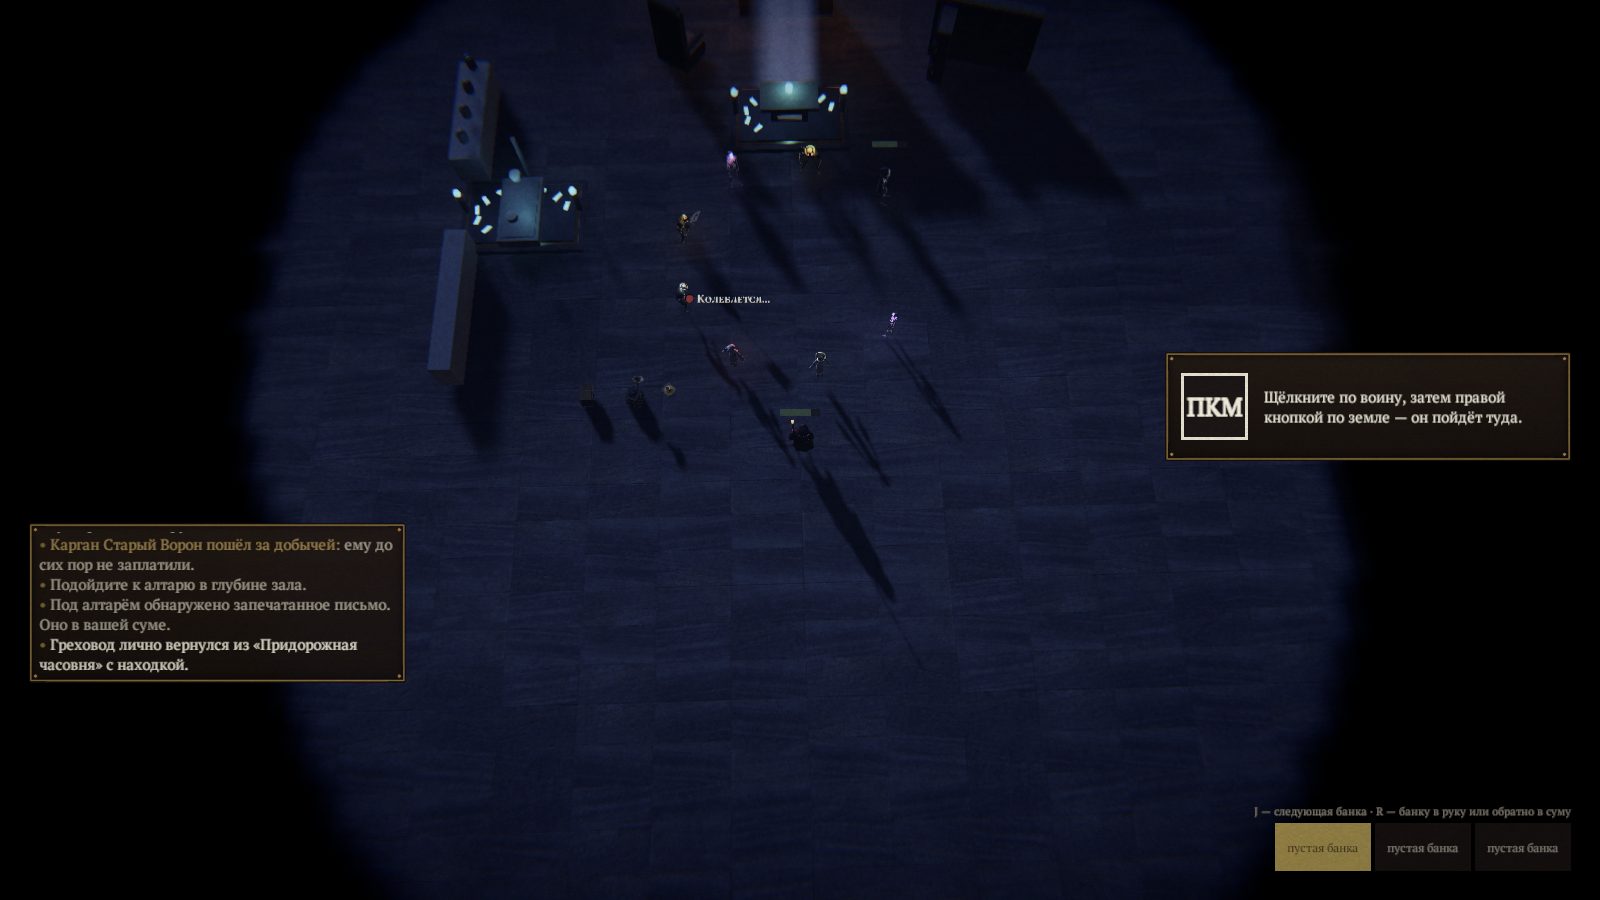 Колеблется...
ПКМ
Щёлкните по воину, затем правой
кнопкой по земле — он пойдёт туда.
• Карган Старый Ворон пошёл за добычей: ему до
сих пор не заплатили.
• Подойдите к алтарю в глубине зала.
• Под алтарём обнаружено запечатанное письмо.
Оно в вашей суме.
• Греховод лично вернулся из «Придорожная
часовня» с находкой.
J — следующая банка · R — банку в руку или обратно в суму
пустая банка
пустая банка
пустая банка